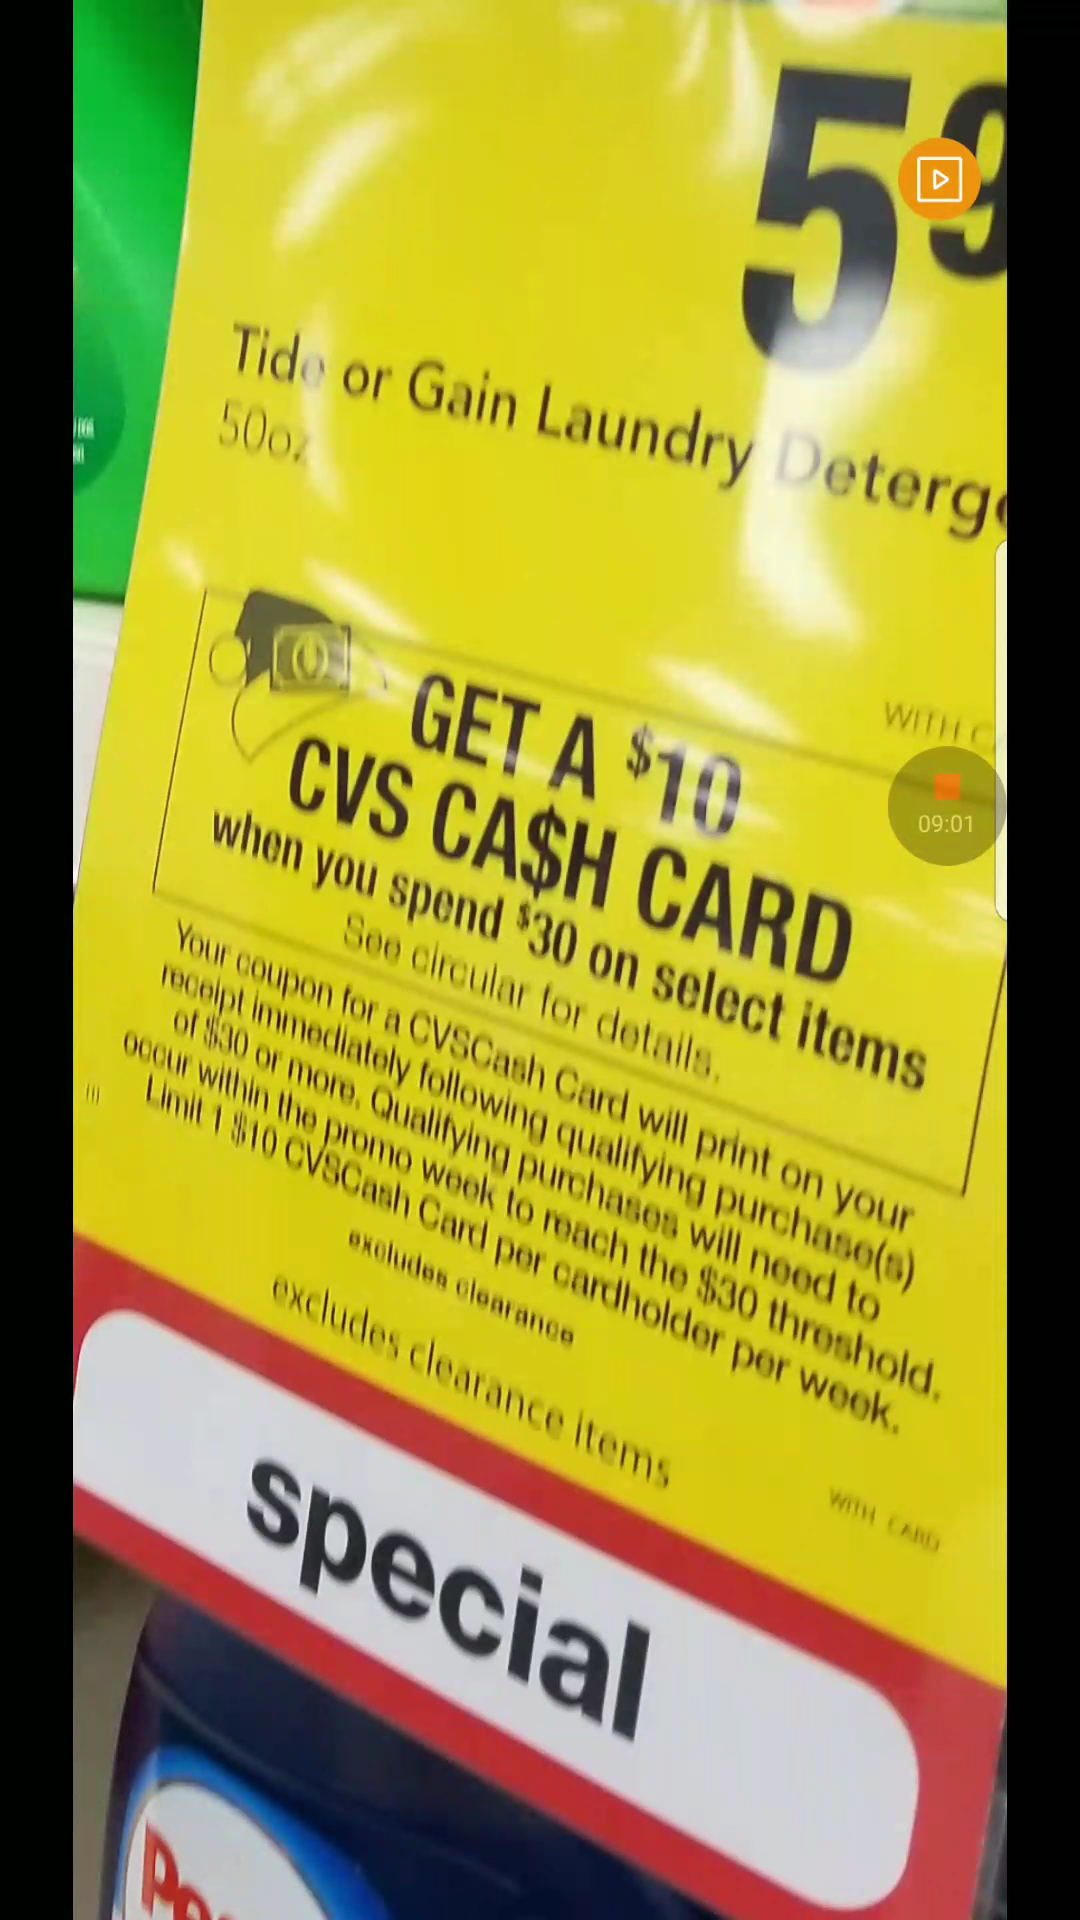 59
Tide or Gain Laundry
50oz
GET A $10
CVS CA$H CARD
when you spend $30 on select items
See circular for details.
Your coupon for a CVSCash Card will print on your
receipt immediately following qualifying purchase(s)
of $30 or more. Qualifying purchases will need to
occur within the promo week to reach the $30 threshold.
Limit 1 $10 CVSCash Card per cardholder per week.
excludes clearance
excludes clearance items
WITH CARD
special
09:01